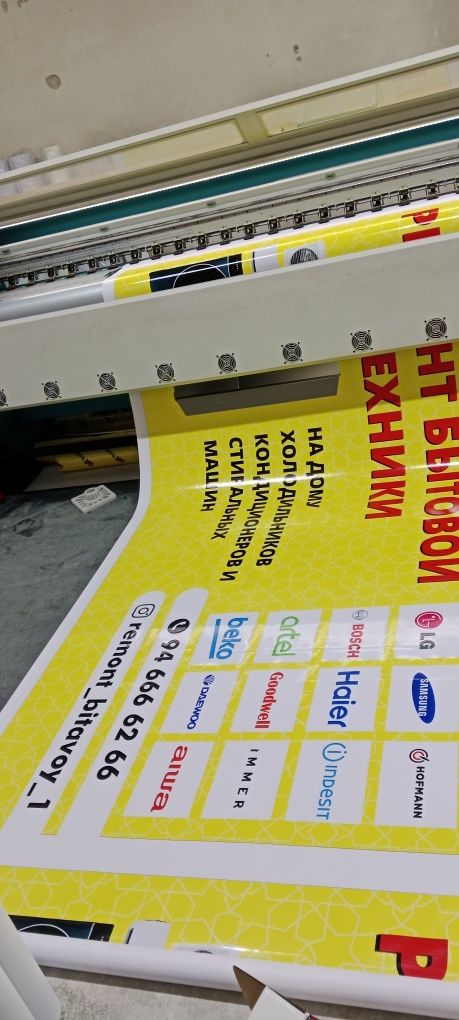 НТ БЫТОВОЙ
ЕХНИКИ
НА ДОМУ
ХОЛОДИЛЬНИКОВ
КОНДИЦИОНЕРОВ И
СТИРАЛЬНЫХ
МАШИН
LG
SAMSUNG
HOFMANN
BOSCH
Haier
INDESIT
artel
Goodwell
IMMER
beko
DAEWOO
aiwa
94 666 62 66
remont_bitavoy_1
Р